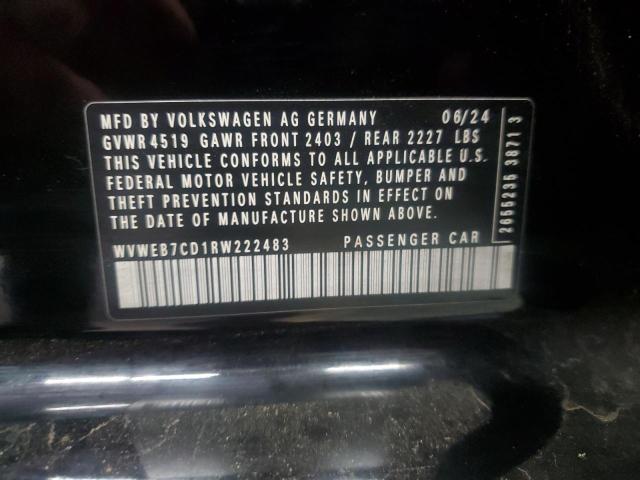 MFD BY VOLKSWAGEN AG GERMANY 06/24
GVWR 4519 GAWR FRONT 2403 / REAR 2227 LBS
THIS VEHICLE CONFORMS TO ALL APPLICABLE U.S.
FEDERAL MOTOR VEHICLE SAFETY, BUMPER AND
THEFT PREVENTION STANDARDS IN EFFECT ON
THE DATE OF MANUFACTURE SHOWN ABOVE.
WVWEB7CD1RW222483 PASSENGER CAR
2655235 3871 3